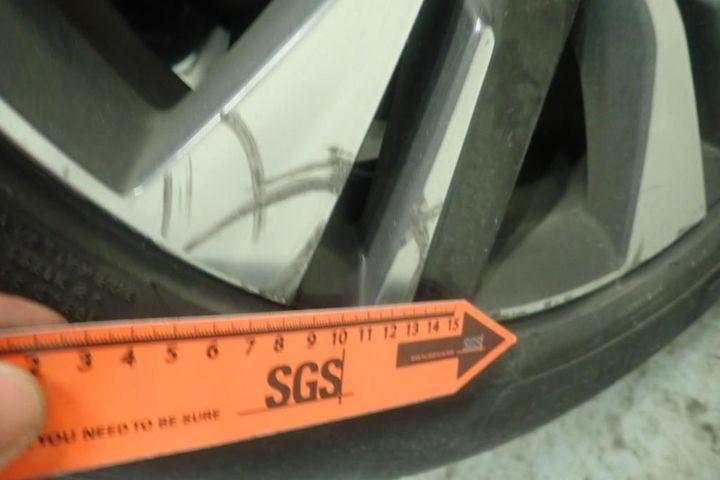 2 3 4 5 6 7 8 9 10 11 12 13 14 15
SGS
SGS
YOU NEED TO BE SURE